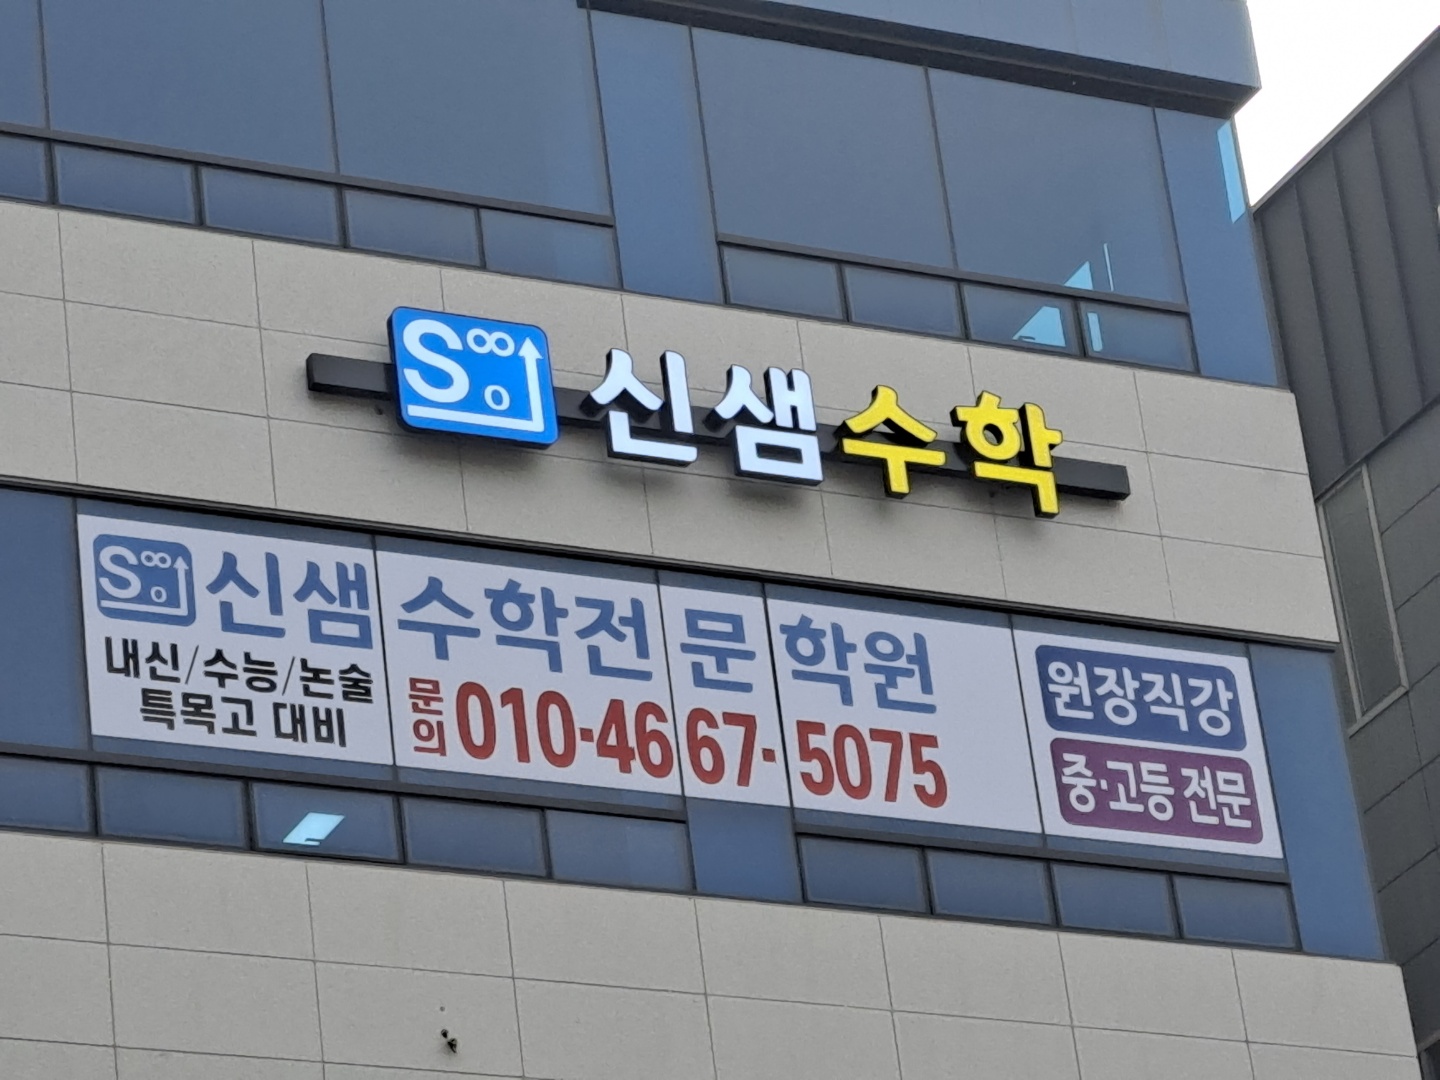 S∞o 신샘수학
S∞o 신샘 수학전문학원
내신/수능/논술
특목고 대비
문의 010-4667-5075
원장직강
중·고등 전문